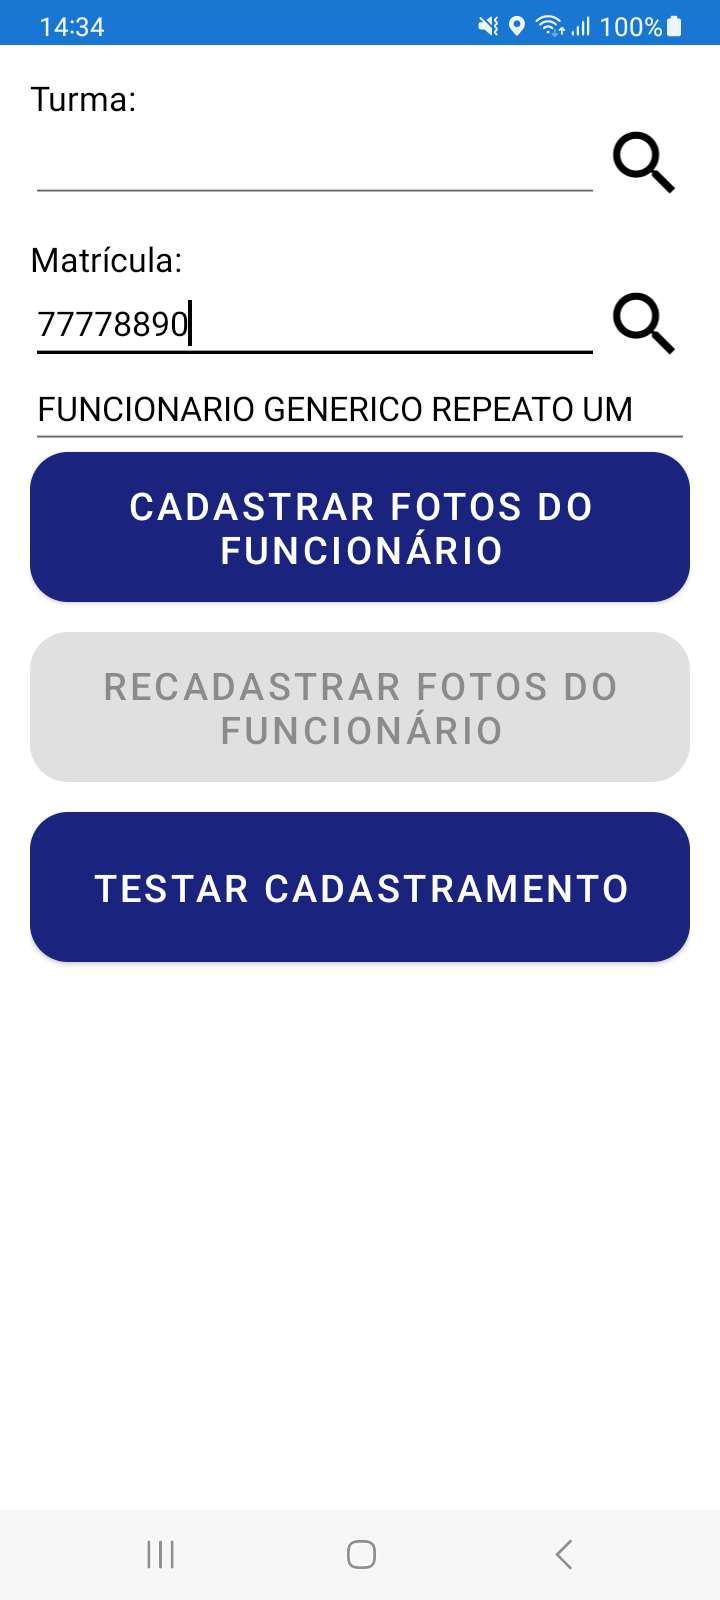 14:34
100%
Turma:
Matrícula:
77778890
FUNCIONARIO GENERICO REPEATO UM
CADASTRAR FOTOS DO
FUNCIONÁRIO
RECADASTRAR FOTOS DO
FUNCIONÁRIO
TESTAR CADASTRAMENTO